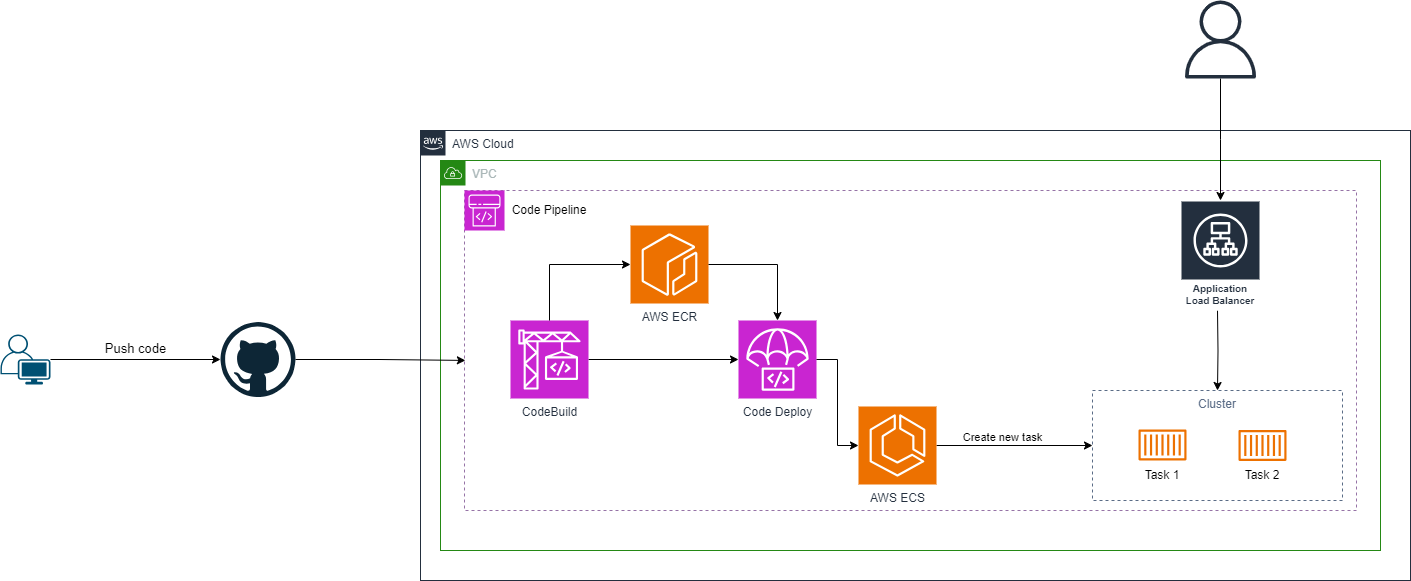 aws
AWS Cloud
VPC
Code Pipeline
Push code
AWS ECR
CodeBuild
Code Deploy
AWS ECS
Create new task
Application
Load Balancer
Cluster
Task 1
Task 2